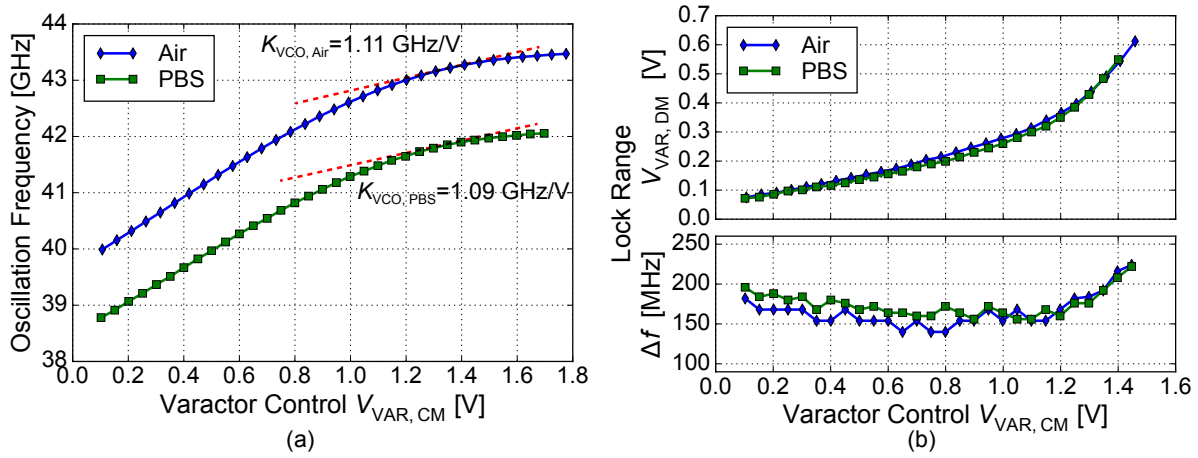 44
43
42
41
40
39
38
Oscillation Frequency [GHz]
Air
PBS
K_VCO, Air=1.11 GHz/V
K_VCO, PBS=1.09 GHz/V
0.0 0.2 0.4 0.6 0.8 1.0 1.2 1.4 1.6 1.8
Varactor Control V_VAR, CM [V]
(a)
Lock Range
V_VAR, DM [V]
0.7
0.6
0.5
0.4
0.3
0.2
0.1
0.0
Air
PBS
Δf [MHz]
250
200
150
100
0.0 0.2 0.4 0.6 0.8 1.0 1.2 1.4 1.6
Varactor Control V_VAR, CM [V]
(b)